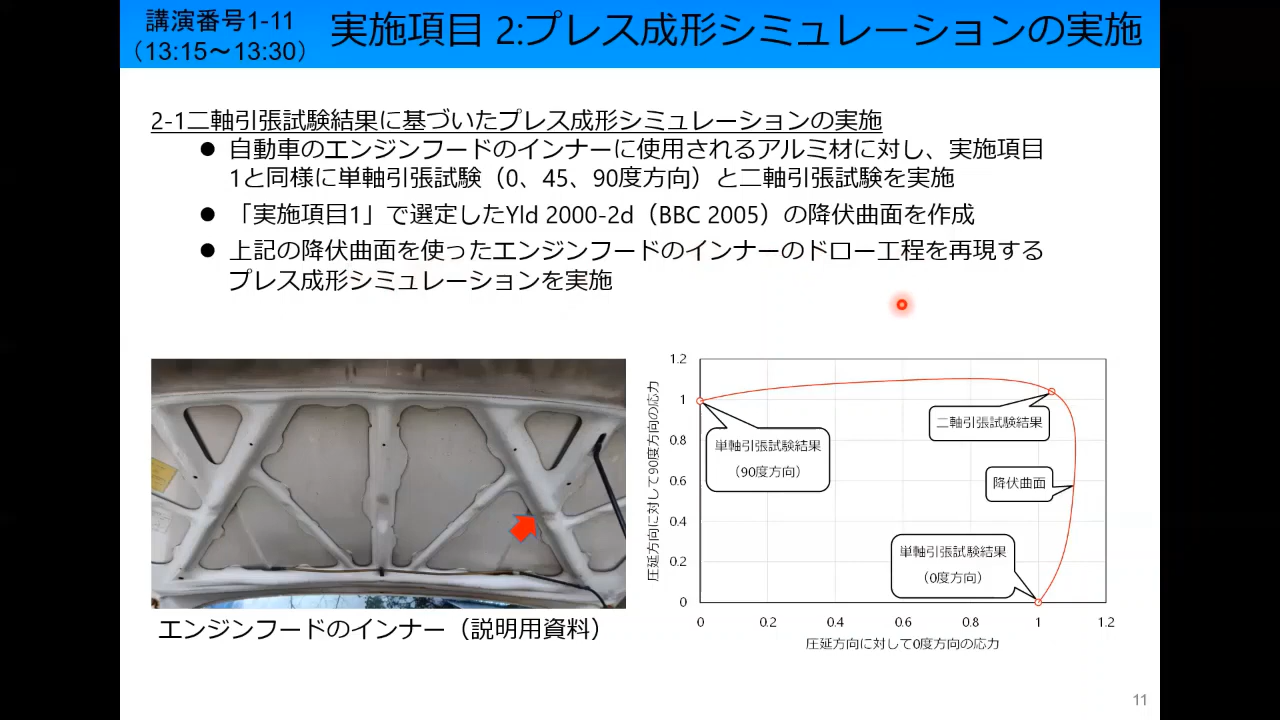 講演番号1-11
（13:15～13:30）
実施項目 2:プレス成形シミュレーションの実施
2-1二軸引張試験結果に基づいたプレス成形シミュレーションの実施
● 自動車のエンジンフードのインナーに使用されるアルミ材に対し、実施項目
1と同様に単軸引張試験（0、45、90度方向）と二軸引張試験を実施
● 「実施項目1」で選定したYld 2000-2d（BBC 2005）の降伏曲面を作成
● 上記の降伏曲面を使ったエンジンフードのインナーのドロー工程を再現する
プレス成形シミュレーションを実施
エンジンフードのインナー（説明用資料）
圧延方向に対して90度方向の応力
1.2
1
0.8
0.6
0.4
0.2
0
単軸引張試験結果
（90度方向）
二軸引張試験結果
降伏曲面
単軸引張試験結果
（0度方向）
0 0.2 0.4 0.6 0.8 1 1.2
圧延方向に対して0度方向の応力
11